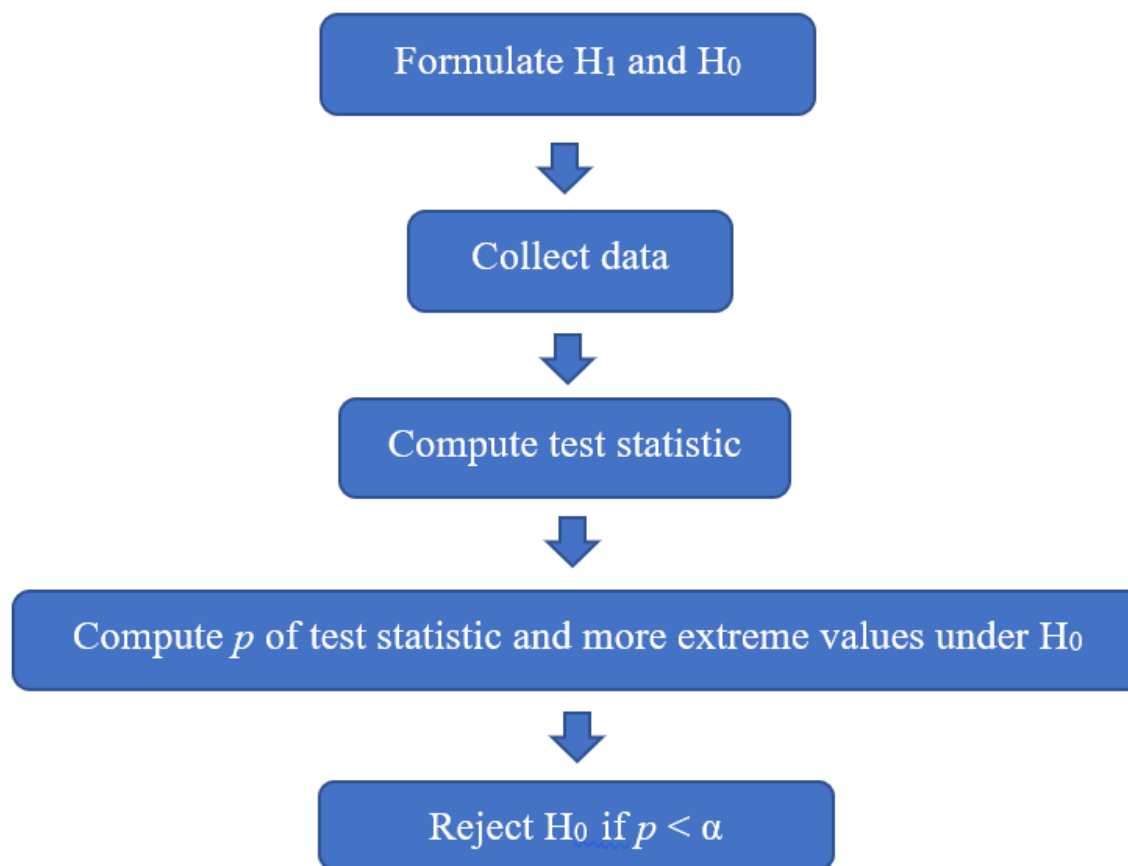 Formulate H₁ and H₀
Collect data
Compute test statistic
Compute p of test statistic and more extreme values under H₀
Reject H₀ if p < α